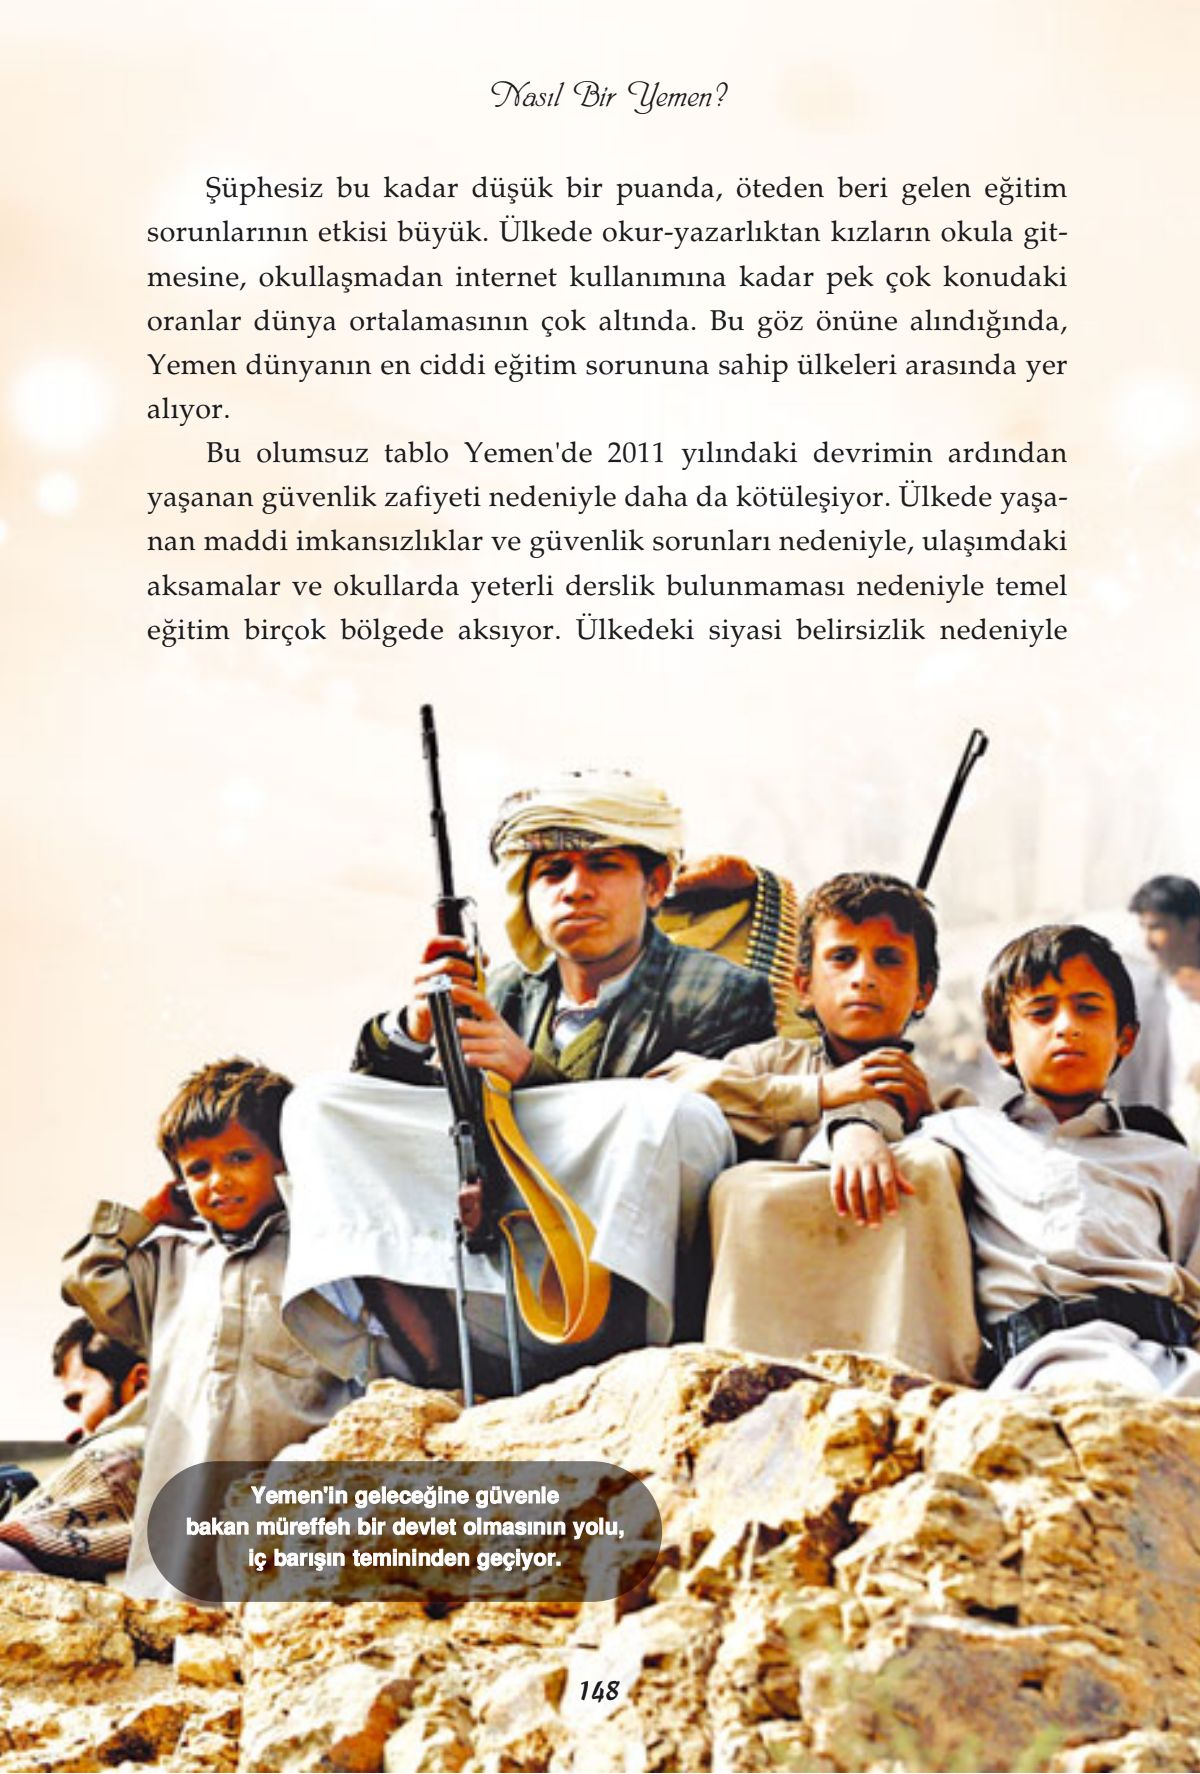 Nasıl Bir Yemen?
Şüphesiz bu kadar düşük bir puanda, öteden beri gelen eğitim
sorunlarının etkisi büyük. Ülkede okur-yazarlıktan kızların okula git-
mesine, okullaşmadan internet kullanımına kadar pek çok konudaki
oranlar dünya ortalamasının çok altında. Bu göz önüne alındığında,
Yemen dünyanın en ciddi eğitim sorununa sahip ülkeleri arasında yer
alıyor.
Bu olumsuz tablo Yemen'de 2011 yılındaki devrimin ardından
yaşanan güvenlik zafiyeti nedeniyle daha da kötüleşiyor. Ülkede yaşa-
nan maddi imkansızlıklar ve güvenlik sorunları nedeniyle, ulaşımdaki
aksamalar ve okullarda yeterli derslik bulunmaması nedeniyle temel
eğitim birçok bölgede aksıyor. Ülkedeki siyasi belirsizlik nedeniyle
Yemen'in geleceğine güvenle
bakan müreffeh bir devlet olmasının yolu,
iç barışın temininden geçiyor.
148